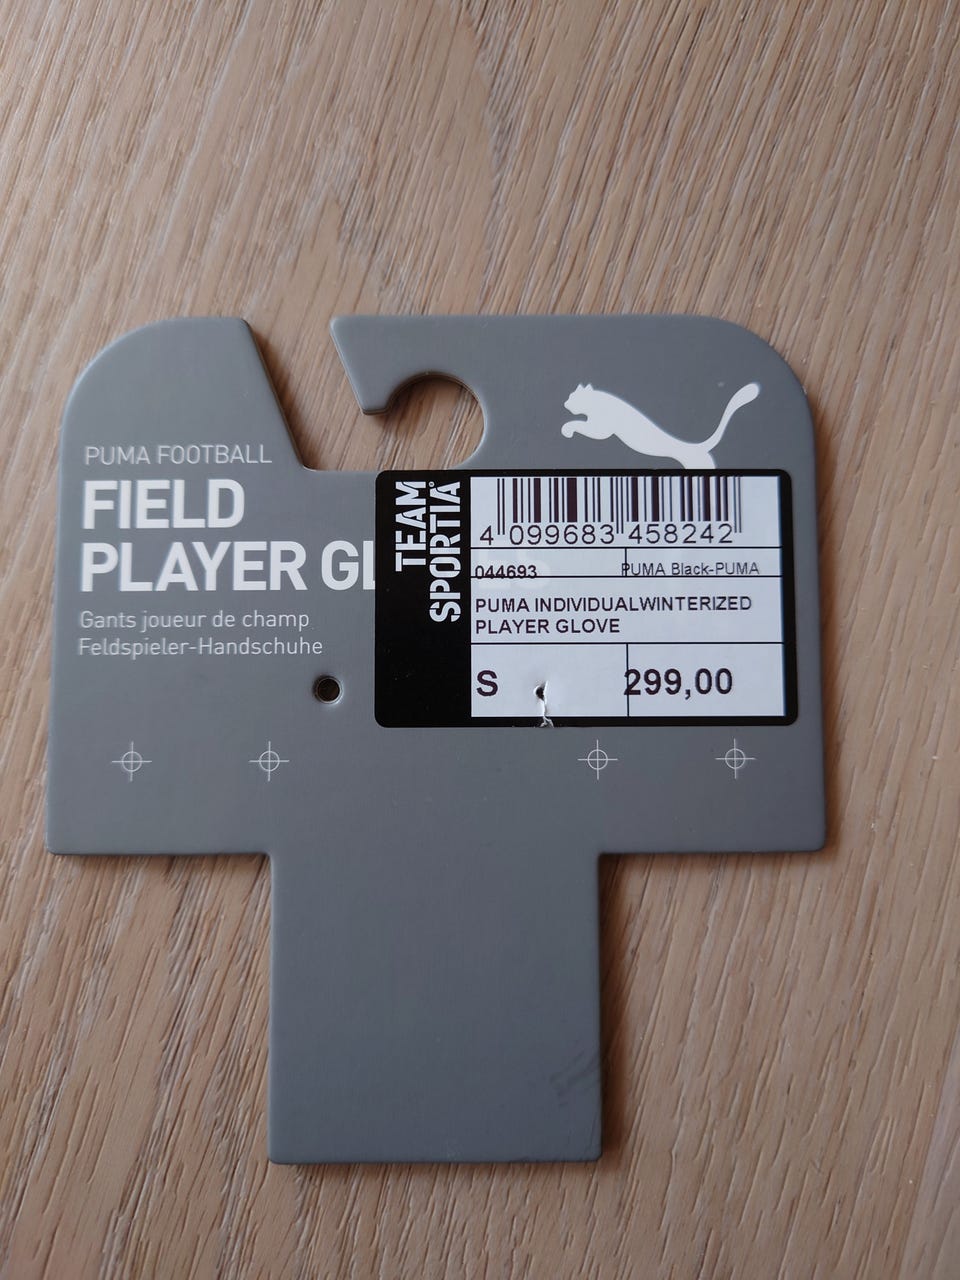 PUMA FOOTBALL
FIELD
PLAYER GL
Gants joueur de champ
Feldspieler-Handschuhe
TEAM
SPORTIA
4 099683 458242
044693 PUMA Black-PUMA
PUMA INDIVIDUALWINTERIZED
PLAYER GLOVE
S 299,00